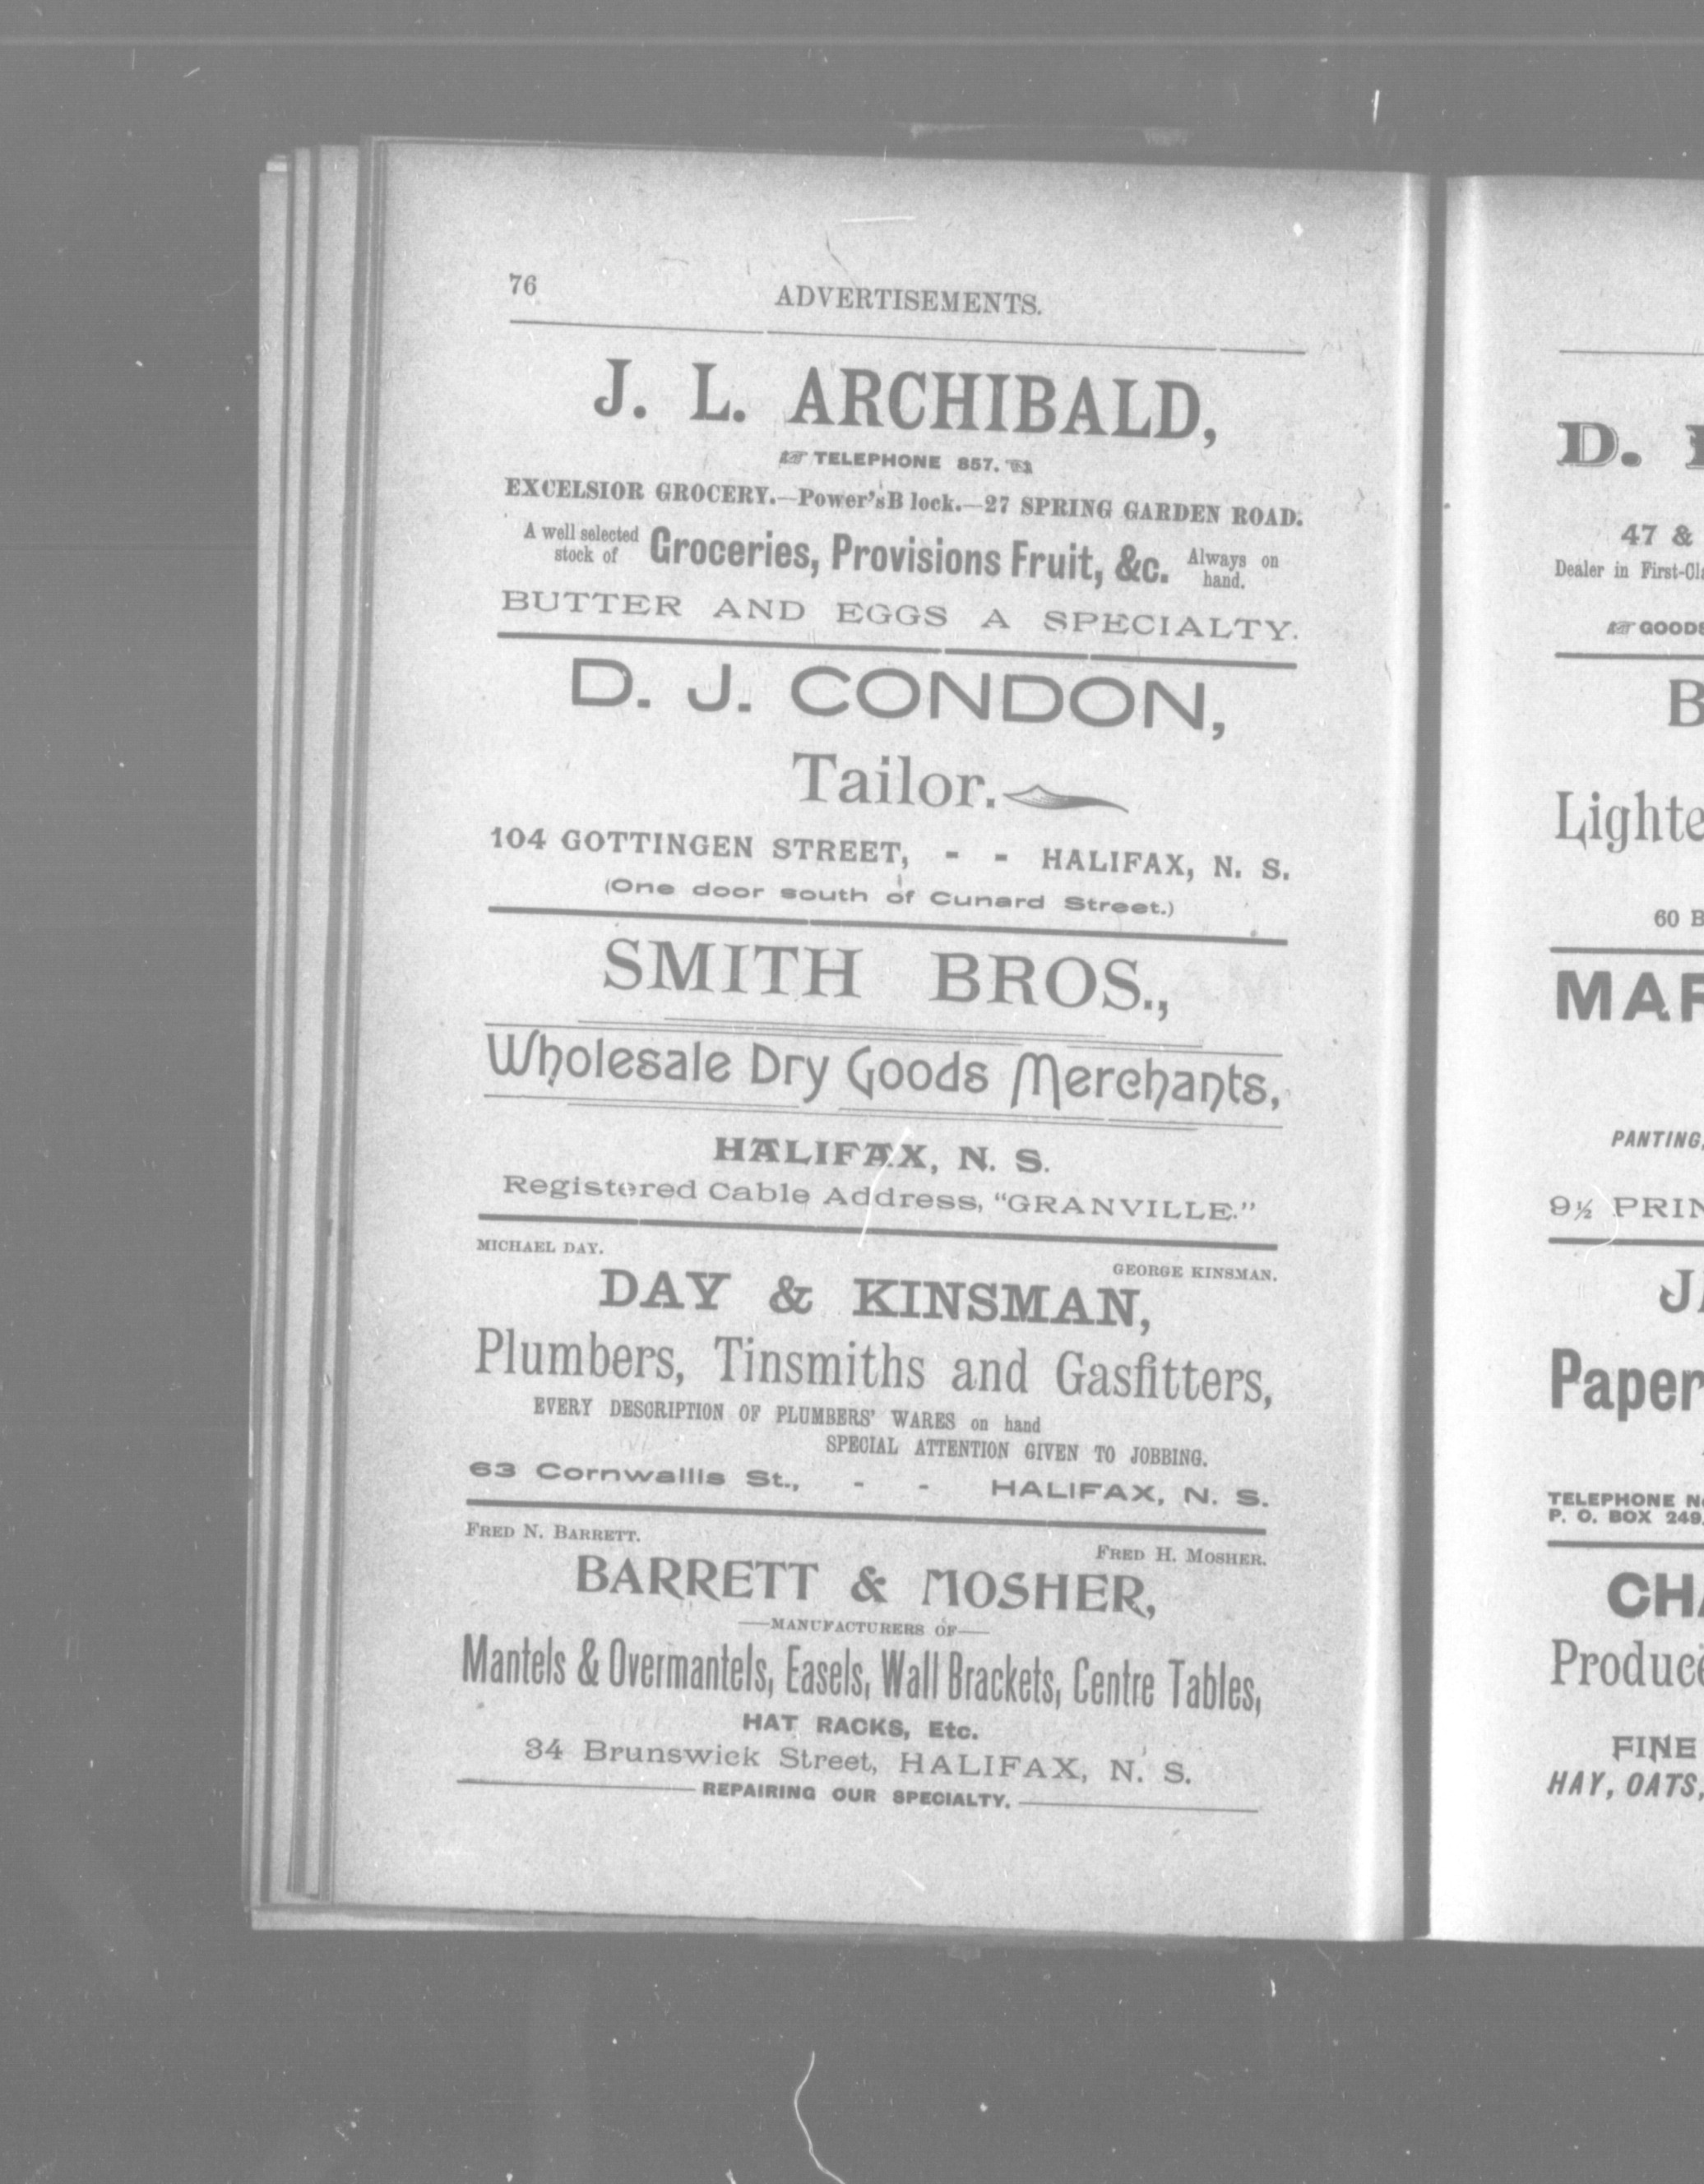 76
ADVERTISEMENTS.
J. L. ARCHIBALD,
☞ TELEPHONE 857. ☜
EXCELSIOR GROCERY.—Power'sB lock.—27 SPRING GARDEN ROAD.
A well selected stock of Groceries, Provisions Fruit, &c. Always on hand.
BUTTER AND EGGS A SPECIALTY.
D. J. CONDON,
Tailor.
104 GOTTINGEN STREET, - - HALIFAX, N. S.
(One door south of Cunard Street.)
SMITH BROS.,
Wholesale Dry Goods Merchants,
HALIFAX, N. S.
Registered Cable Address, "GRANVILLE."
MICHAEL DAY. GEORGE KINSMAN.
DAY & KINSMAN,
Plumbers, Tinsmiths and Gasfitters,
EVERY DESCRIPTION OF PLUMBERS' WARES on hand
SPECIAL ATTENTION GIVEN TO JOBBING.
63 Cornwallis St., - - HALIFAX, N. S.
FRED N. BARRETT. FRED H. MOSHER.
BARRETT & MOSHER,
—MANUFACTURERS OF—
Mantels & Overmantels, Easels, Wall Brackets, Centre Tables,
HAT RACKS, Etc.
34 Brunswick Street, HALIFAX, N. S.
REPAIRING OUR SPECIALTY.
D.
47 &
Dealer in
☞ GOODS
B
60
PANTING,
9½
Paper
TELEPHONE
P. O. BOX 249,
FINE
HAY, OATS,